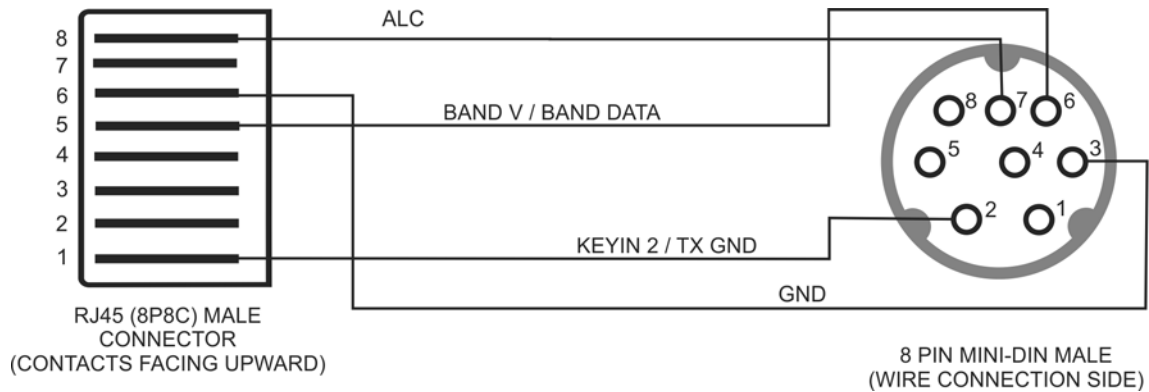 ALC
8
7
6
5
4
3
2
1
BAND V / BAND DATA
KEYIN 2 / TX GND
GND
8
7
6
5
4
3
2
1
RJ45 (8P8C) MALE
CONNECTOR
(CONTACTS FACING UPWARD)
8 PIN MINI-DIN MALE
(WIRE CONNECTION SIDE)